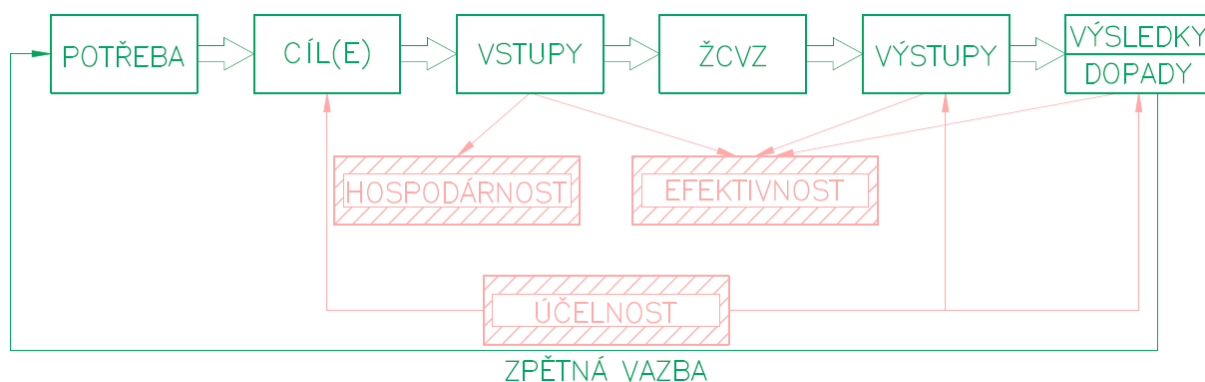 POTŘEBA
CÍL(E)
VSTUPY
ŽCVZ
VÝSTUPY
VÝSLEDKY
DOPADY
HOSPODÁRNOST
EFEKTIVNOST
ÚČELNOST
ZPĚTNÁ VAZBA